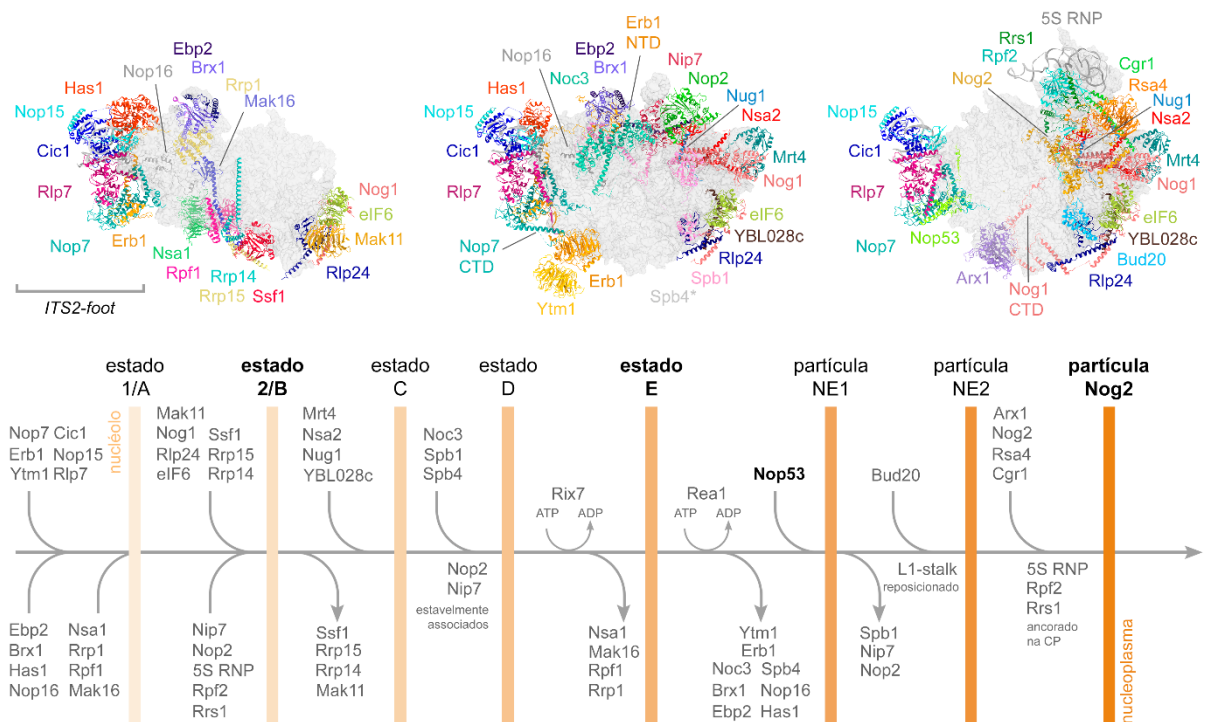 Ebp2
Brx1
Nop16
Rrp1
Has1
Mak16
Nop15
Cic1
Rlp7
Nop7
Erb1
Nsa1
Rpf1
Rrp14
Rrp15
Ssf1
Nog1
eIF6
Mak11
Rlp24
ITS2-foot
Erb1
NTD
Ebp2
Brx1
Nop16
Noc3
Nip7
Nop2
Has1
Nug1
Nsa2
Nop15
Cic1
Mrt4
Rlp7
Nog1
eIF6
Nop7
CTD
YBL028c
Rlp24
Erb1
Spb1
Ytm1
Spb4*
5S RNP
Rrs1
Rpf2
Cgr1
Nog2
Rsa4
Nug1
Nsa2
Nop15
Cic1
Mrt4
Rlp7
Nog1
eIF6
Nop7
Nop53
YBL028c
Bud20
Arx1
Rlp24
Nog1
CTD
estado
1/A
estado
2/B
estado
C
estado
D
estado
E
partícula
NE1
partícula
NE2
partícula
Nog2
nucléolo
Nop7 Cic1
Erb1 Nop15
Ytm1 Rlp7
Mak11
Nog1
Rlp24
eIF6
Ssf1
Rrp15
Rrp14
Mrt4
Nsa2
Nug1
YBL028c
Noc3
Spb1
Spb4
Rix7
ATP ADP
Rea1
ATP ADP
Nop53
Bud20
Arx1
Nog2
Rsa4
Cgr1
Ebp2
Brx1
Has1
Nop16
Nsa1
Rrp1
Rpf1
Mak16
Nip7
Nop2
5S RNP
Rpf2
Rrs1
Ssf1
Rrp15
Rrp14
Mak11
Nop2
Nip7
estavelmente
associados
Nsa1
Mak16
Rpf1
Rrp1
Ytm1
Erb1
Noc3 Spb4
Brx1 Nop16
Ebp2 Has1
Spb1
Nip7
Nop2
L1-stalk
reposicionado
5S RNP
Rpf2
Rrs1
ancorado
na CP
nucleoplasma